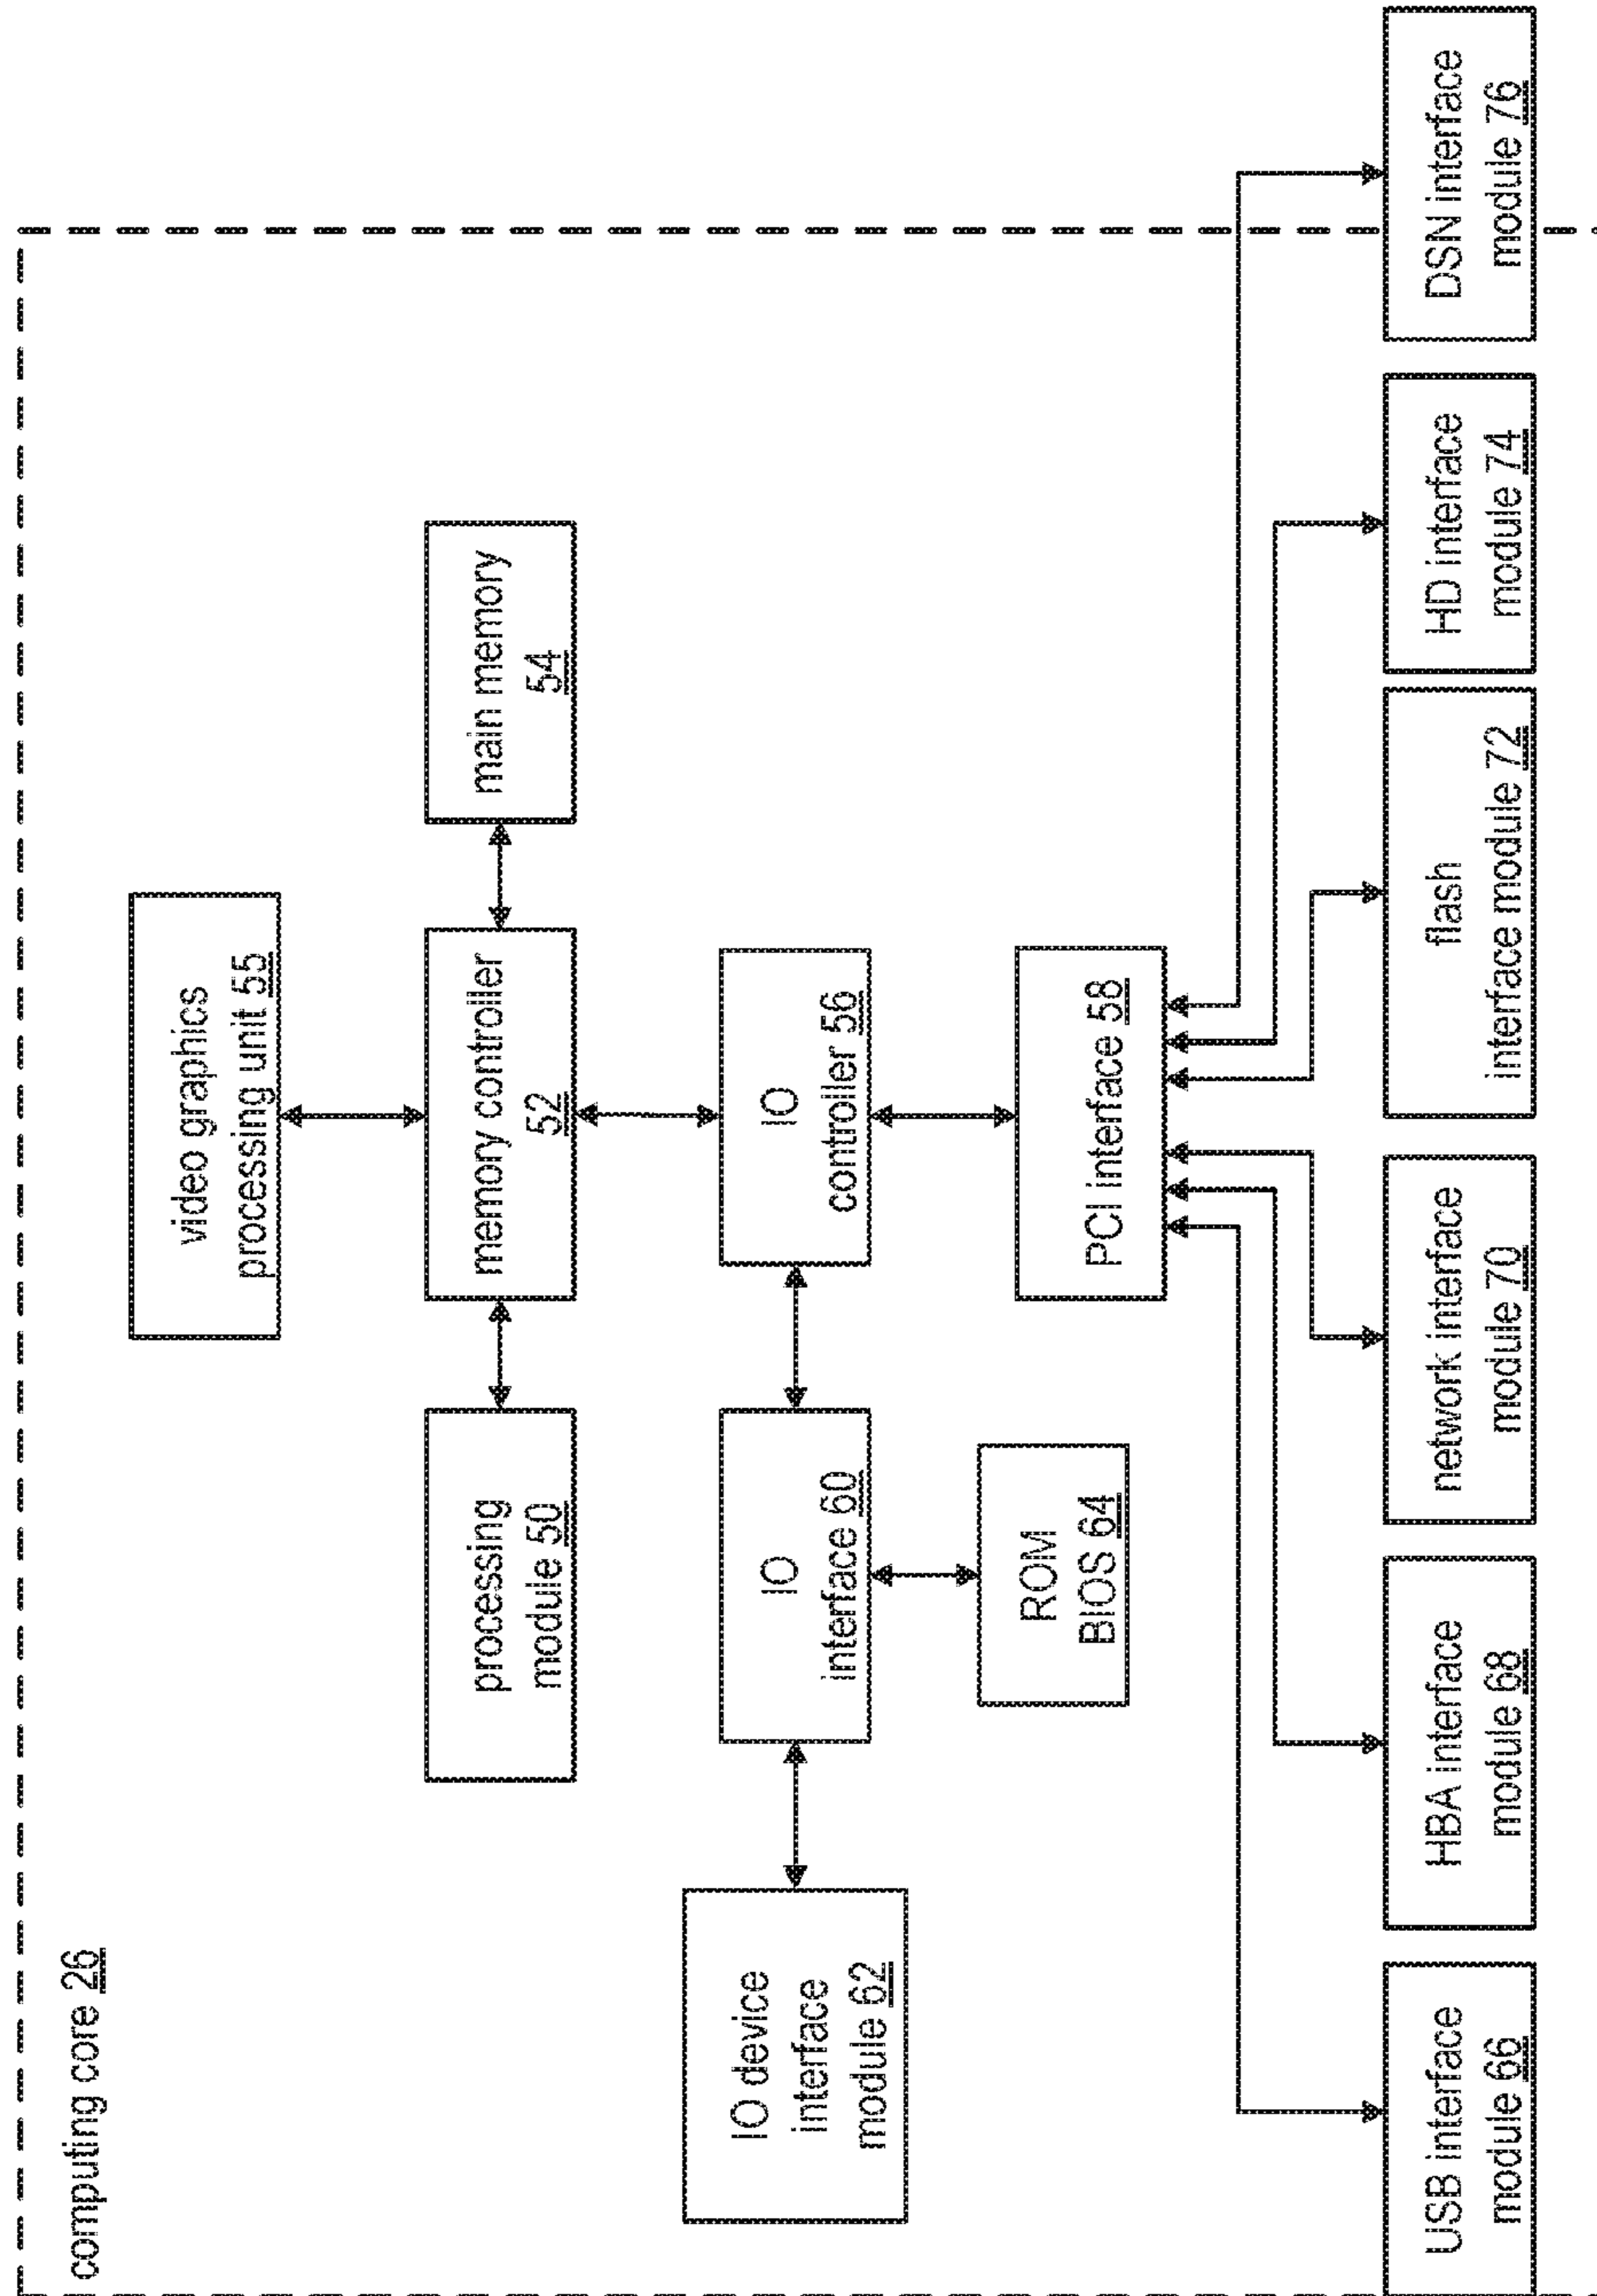 computing core 26
video graphics
processing unit 55
processing
module 50
memory controller
52
main memory
54
IO device
interface
module 62
IO
interface 60
IO
controller 56
ROM
BIOS 64
PCI interface 58
USB interface
module 66
HBA interface
module 68
network interface
module 70
flash
interface module 72
HD interface
module 74
DSN interface
module 76